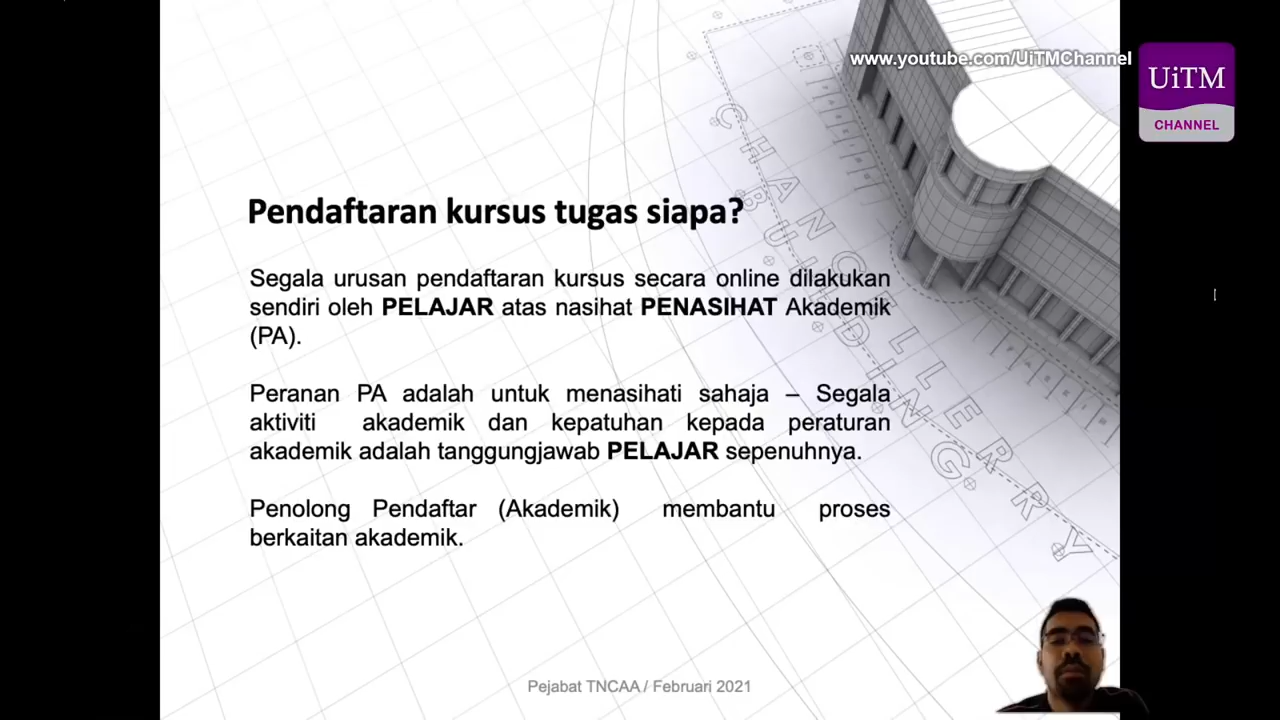 www.youtube.com/UiTMChannel
UiTM
CHANNEL
CHANCELLERY
BUILDING
Pendaftaran kursus tugas siapa?
Segala urusan pendaftaran kursus secara online dilakukan
sendiri oleh PELAJAR atas nasihat PENASIHAT Akademik
(PA).
Peranan PA adalah untuk menasihati sahaja – Segala
aktiviti akademik dan kepatuhan kepada peraturan
akademik adalah tanggungjawab PELAJAR sepenuhnya.
Penolong Pendaftar (Akademik) membantu proses
berkaitan akademik.
Pejabat TNCAA / Februari 2021